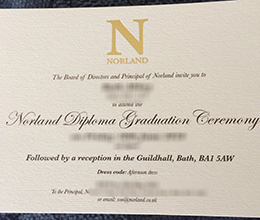 N
NORLAND
The Board of Directors and Principal of Norland invite you to
to attend the
Norland Diploma Graduation Ceremony
Followed by a reception in the Guildhall, Bath, BA1 5AW
Dress code: Afternoon dress
To the Principal,
or email: